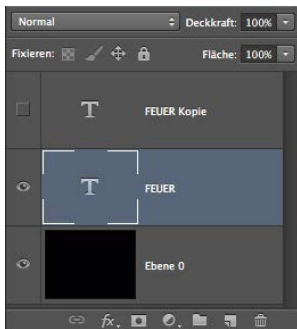 Normal Deckkraft: 100%
Fixieren: Fläche: 100%
T FEUER Kopie
T FEUER
Ebene 0
fx.